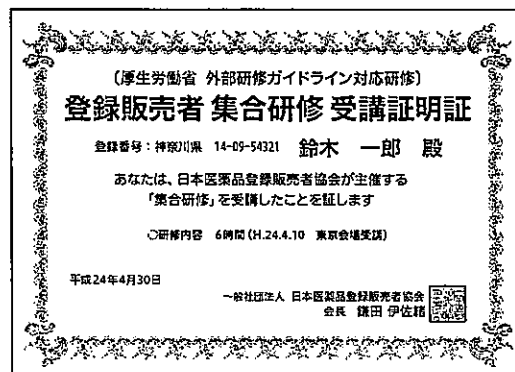 （厚生労働省 外部研修ガイドライン対応研修）
登録販売者 集合研修 受講証明証
登録番号：神奈川県 14-09-54321 鈴木 一郎 殿
あなたは、日本医薬品登録販売者協会が主催する
「集合研修」を受講したことを証します
○研修内容 6時間（H.24.4.10 東京会場受講）
平成24年4月30日
一般社団法人 日本医薬品登録販売者協会
会長 鎌田 伊佐緒